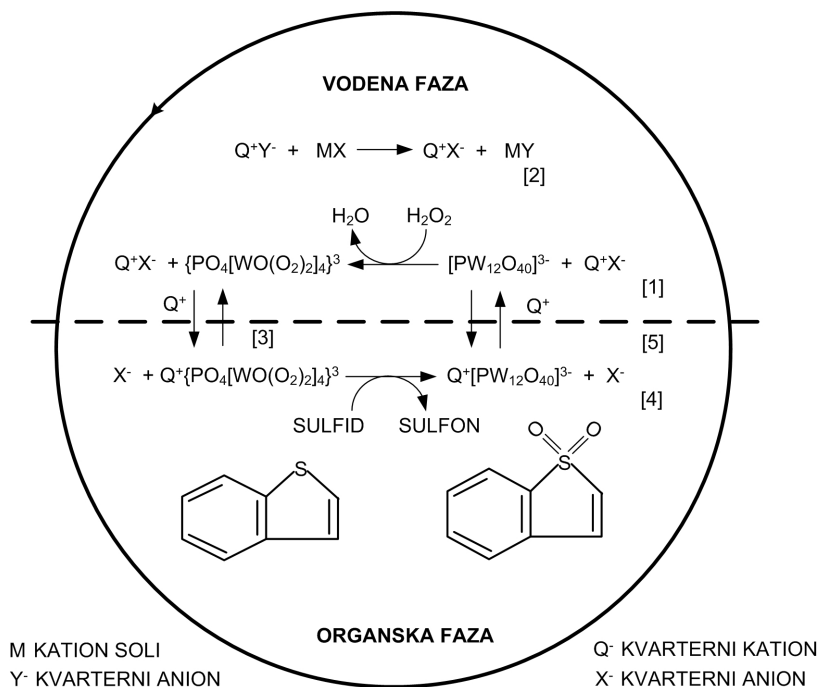 VODENA FAZA
Q⁺Y⁻ + MX ⟶ Q⁺X⁻ + MY
[2]
H₂O H₂O₂
Q⁺X⁻ + {PO₄[WO(O₂)₂]₄}³ ⟵ [PW₁₂O₄₀]³⁻ + Q⁺X⁻
[1]
Q⁺ Q⁺
[3] [5]
X⁻ + Q⁺{PO₄[WO(O₂)₂]₄}³ ⟶ Q⁺[PW₁₂O₄₀]³⁻ + X⁻
[4]
SULFID SULFON
O O
S S
ORGANSKA FAZA
M KATION SOLI Q⁻ KVARTERNI KATION
Y⁻ KVARTERNI ANION X⁻ KVARTERNI ANION